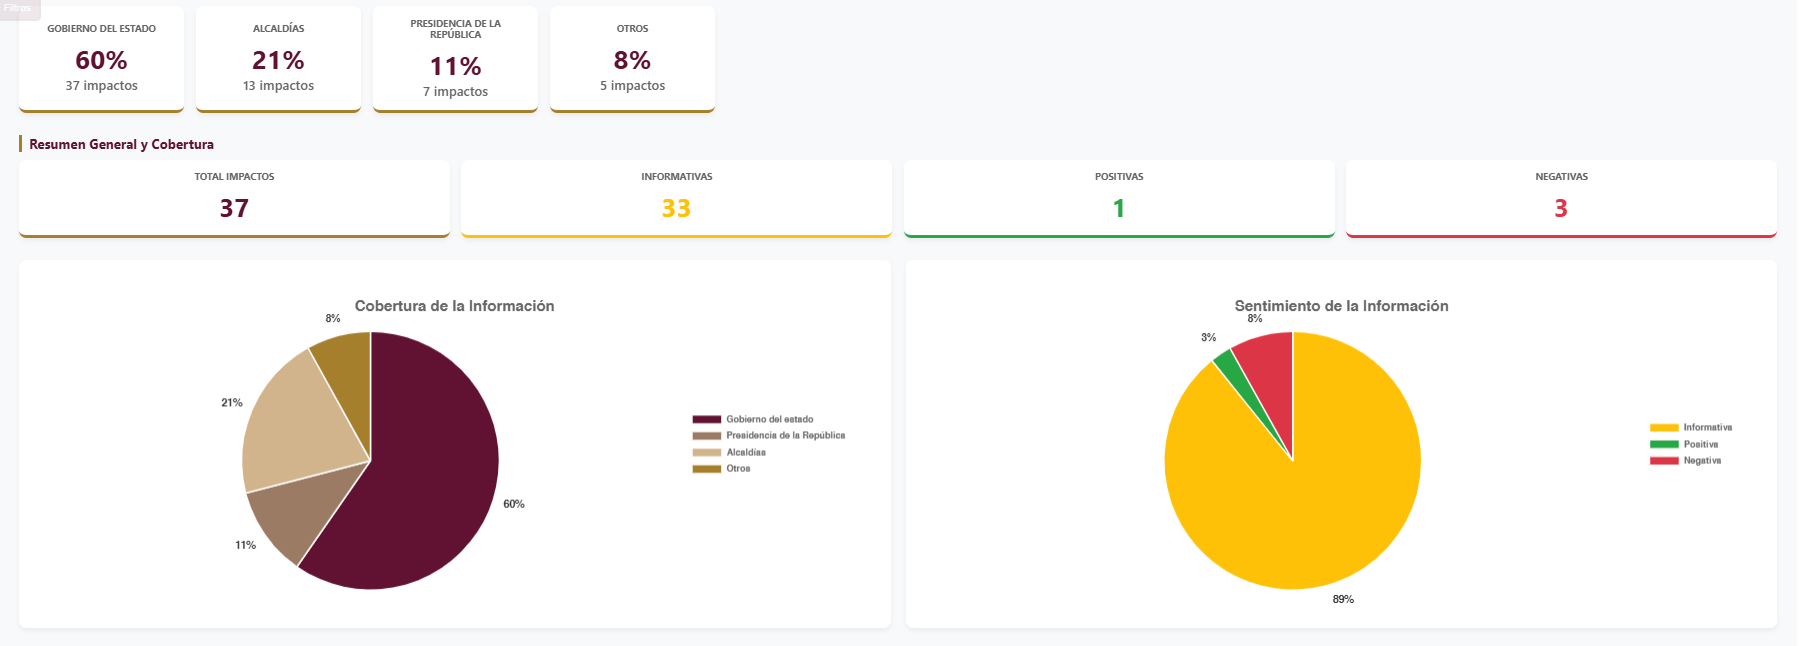 Filtros
GOBIERNO DEL ESTADO
60%
37 impactos
ALCALDÍAS
21%
13 impactos
PRESIDENCIA DE LA
REPÚBLICA
11%
7 impactos
OTROS
8%
5 impactos
Resumen General y Cobertura
TOTAL IMPACTOS
37
INFORMATIVAS
33
POSITIVAS
1
NEGATIVAS
3
Cobertura de la Información
8%
21%
11%
60%
Gobierno del estado
Presidencia de la República
Alcaldías
Otros
Sentimiento de la Información
8%
3%
89%
Informativa
Positiva
Negativa